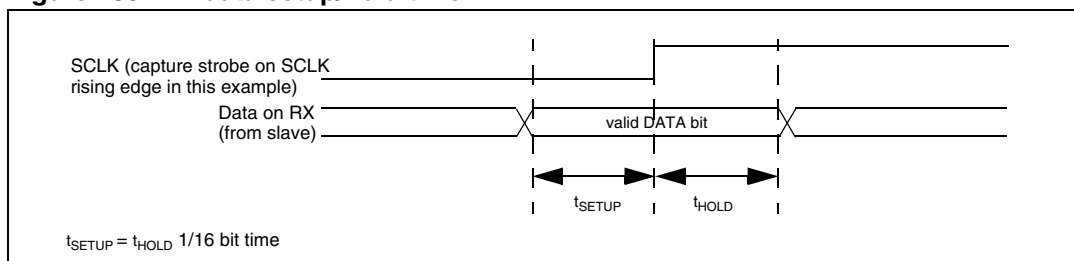 SCLK (capture strobe on SCLK
rising edge in this example)
Data on RX
(from slave)
valid DATA bit
tSETUP
tHOLD
tSETUP = tHOLD 1/16 bit time